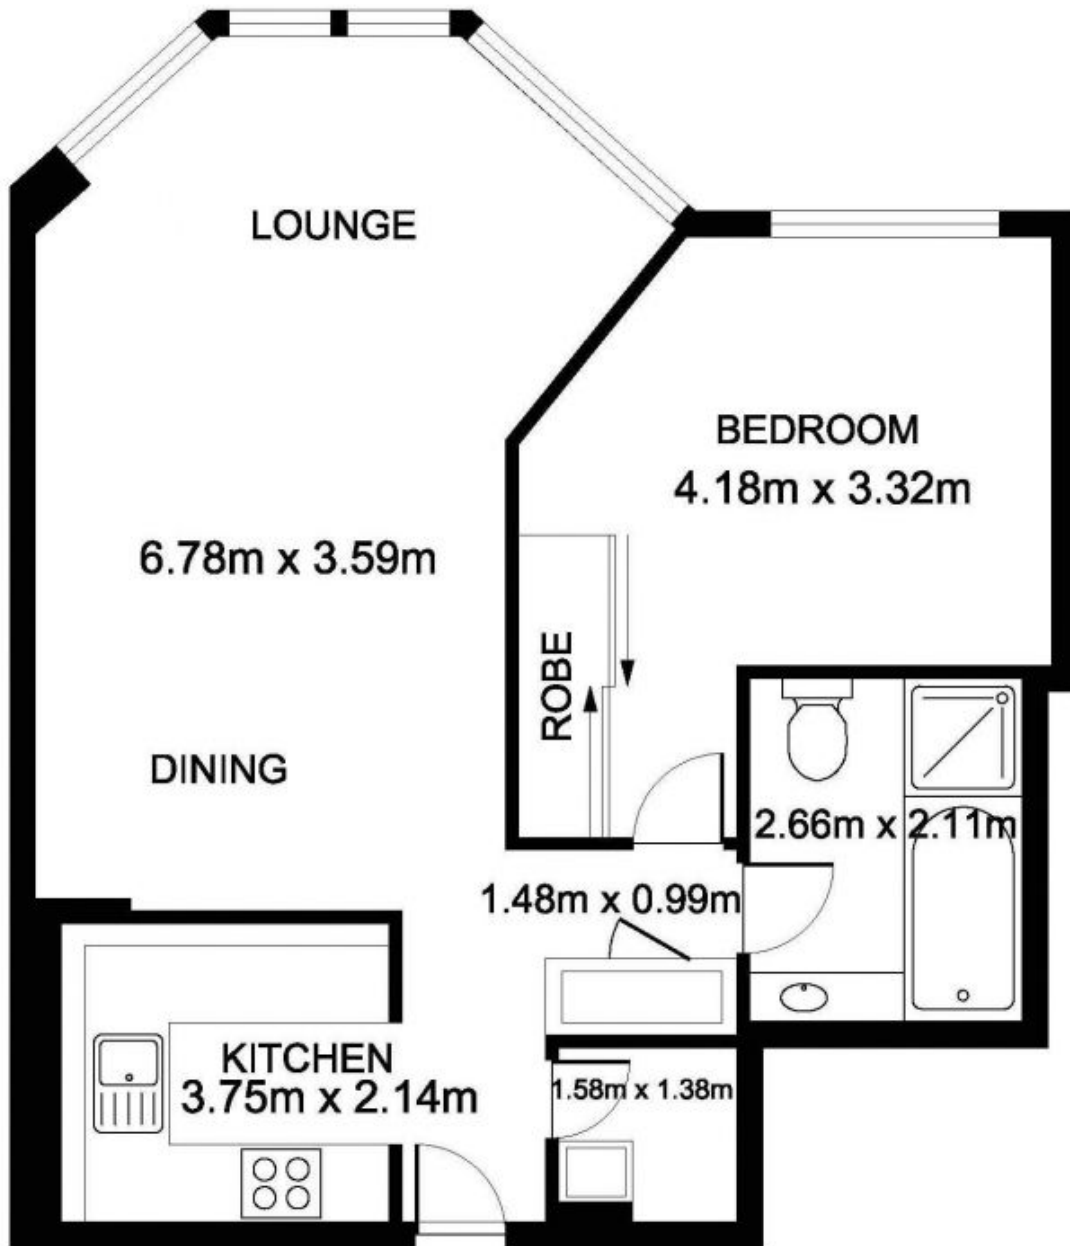 LOUNGE
BEDROOM
4.18m x 3.32m
6.78m x 3.59m
ROBE
DINING
2.66m x 2.11m
1.48m x 0.99m
KITCHEN
3.75m x 2.14m
1.58m x 1.38m